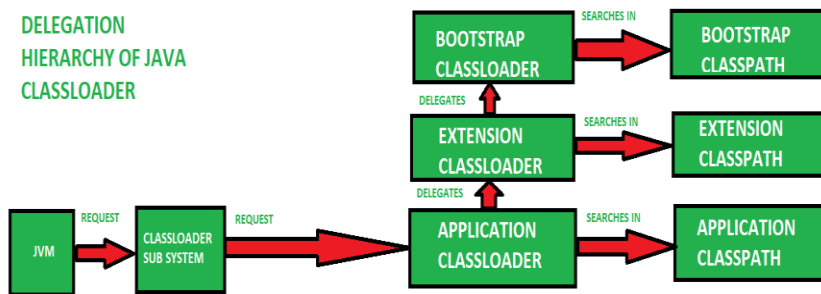 DELEGATION
HIERARCHY OF JAVA
CLASSLOADER
BOOTSTRAP
CLASSLOADER
SEARCHES IN
BOOTSTRAP
CLASSPATH
DELEGATES
EXTENSION
CLASSLOADER
SEARCHES IN
EXTENSION
CLASSPATH
DELEGATES
JVM
REQUEST
CLASSLOADER
SUB SYSTEM
REQUEST
APPLICATION
CLASSLOADER
SEARCHES IN
APPLICATION
CLASSPATH